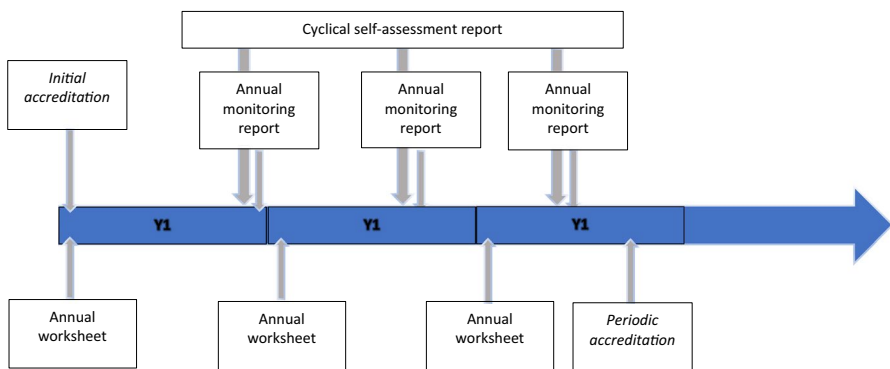 Cyclical self-assessment report
Initial
accreditation
Annual
monitoring
report
Annual
monitoring
report
Annual
monitoring
report
Y1
Y1
Y1
Annual
worksheet
Annual
worksheet
Annual
worksheet
Periodic
accreditation